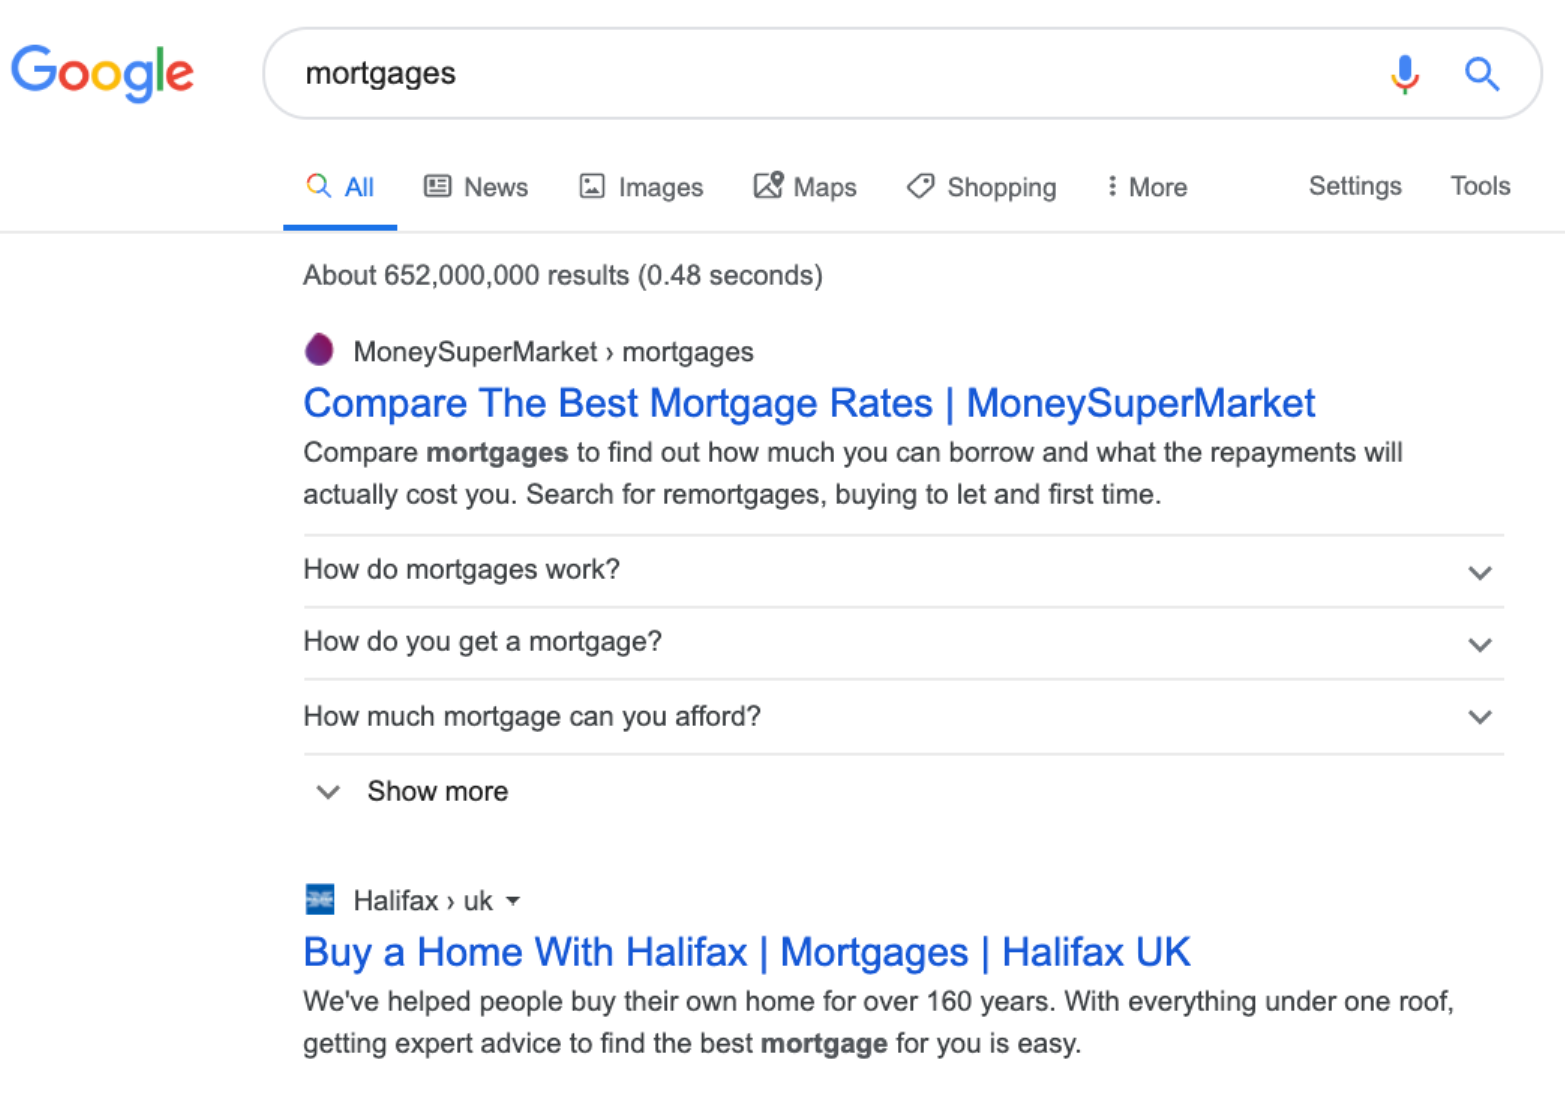 Google
mortgages
All News Images Maps Shopping More Settings Tools
About 652,000,000 results (0.48 seconds)
MoneySuperMarket › mortgages
Compare The Best Mortgage Rates | MoneySuperMarket
Compare mortgages to find out how much you can borrow and what the repayments will
actually cost you. Search for remortgages, buying to let and first time.
How do mortgages work?
How do you get a mortgage?
How much mortgage can you afford?
Show more
Halifax › uk
Buy a Home With Halifax | Mortgages | Halifax UK
We've helped people buy their own home for over 160 years. With everything under one roof,
getting expert advice to find the best mortgage for you is easy.